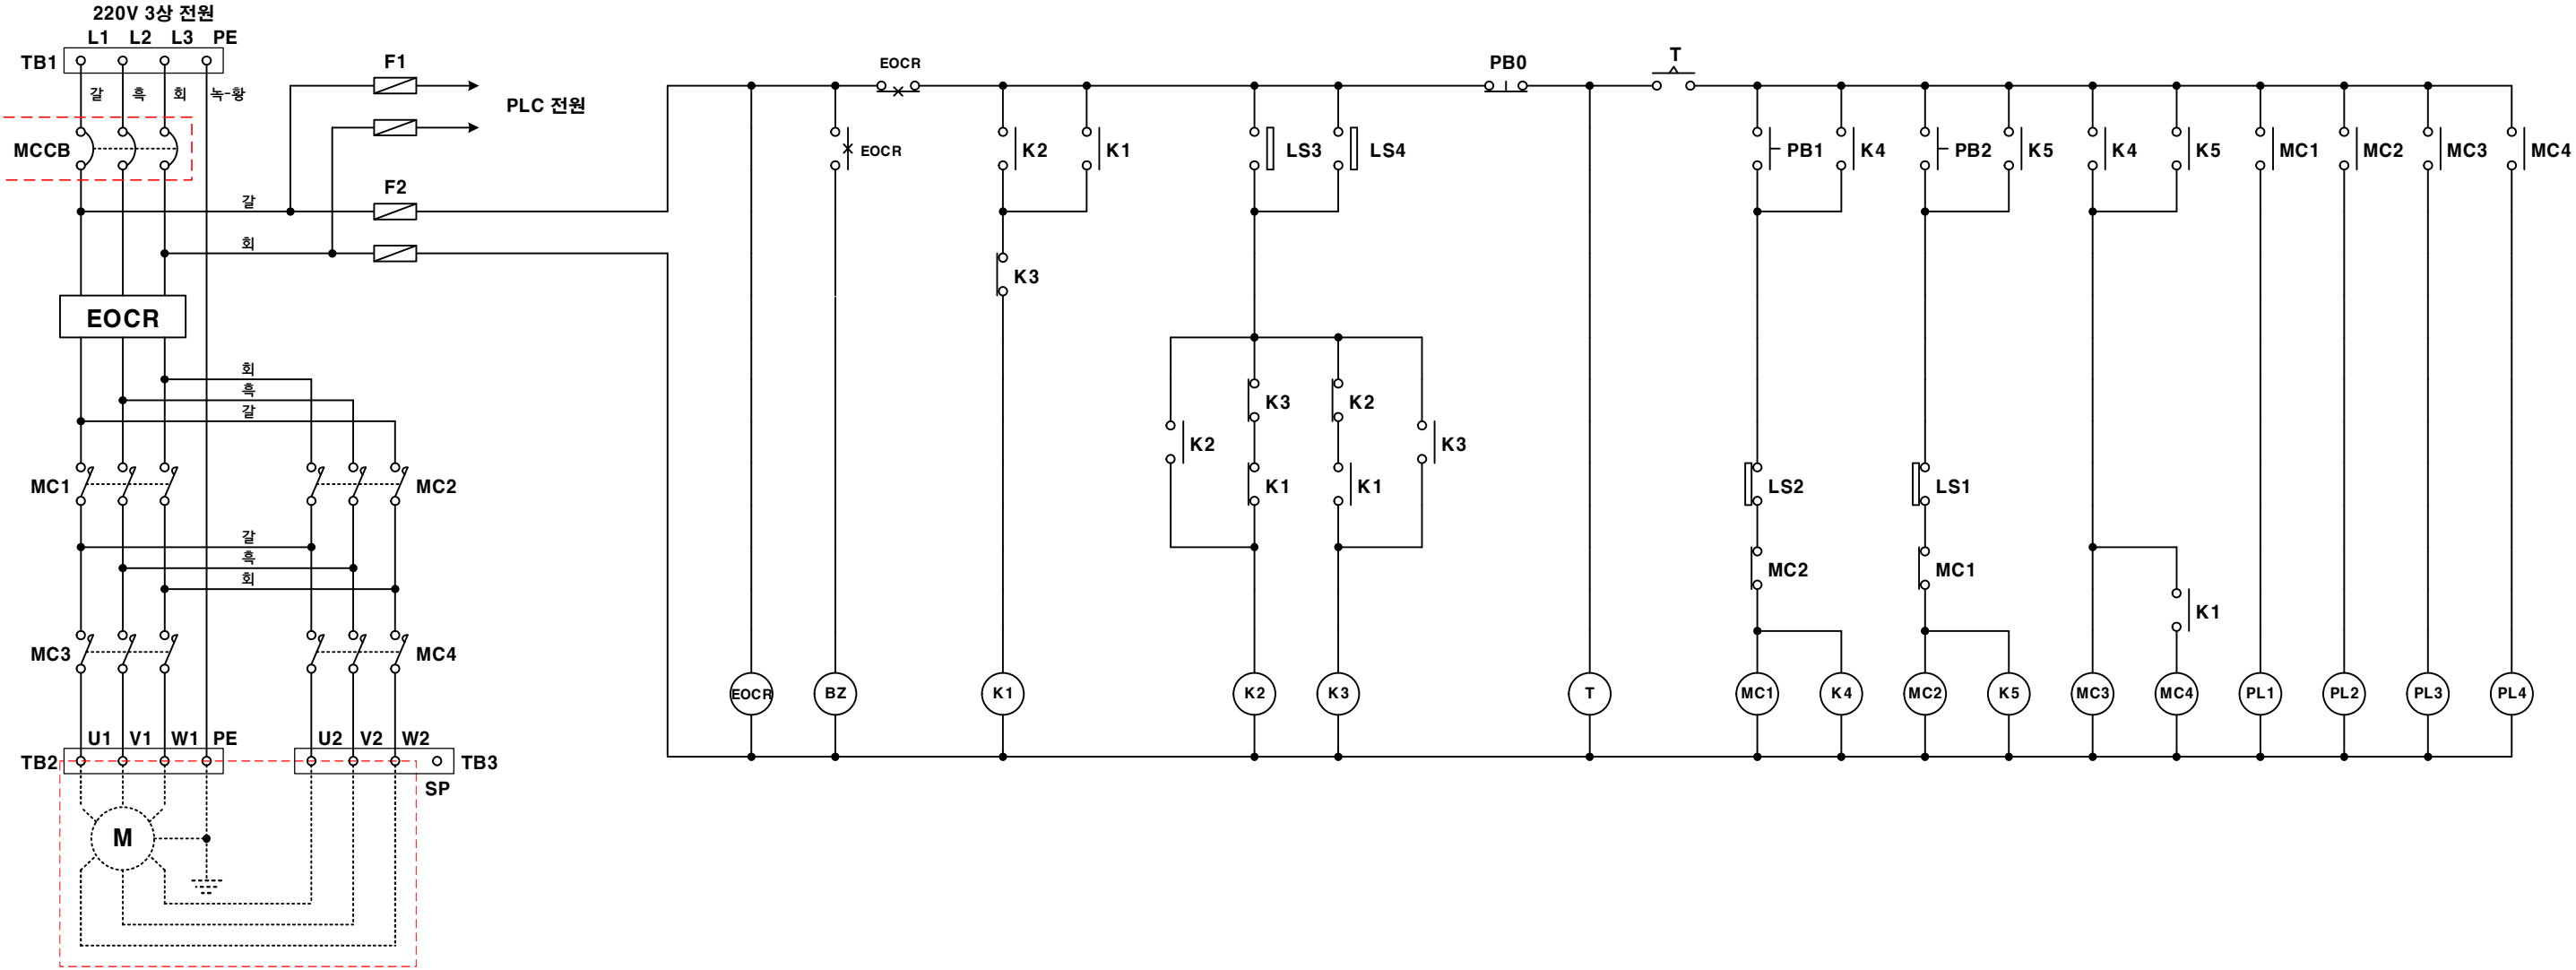 220V 3상 전원
L1 L2 L3 PE
TB1
갈 흑 회 녹-황
F1
PLC 전원
MCCB
F2
갈
회
EOCR
회
흑
갈
MC1 MC2
갈
흑
회
MC3 MC4
U1 V1 W1 PE U2 V2 W2
TB2 TB3
SP
M
EOCR PB0 T
EOCR K2 K1 LS3 LS4 PB1 K4 PB2 K5 K4 K5 MC1 MC2 MC3 MC4
K3
K3 K2
K2 K3
K1 K1 LS2 LS1
MC2 MC1
K1
EOCR BZ K1 K2 K3 T MC1 K4 MC2 K5 MC3 MC4 PL1 PL2 PL3 PL4